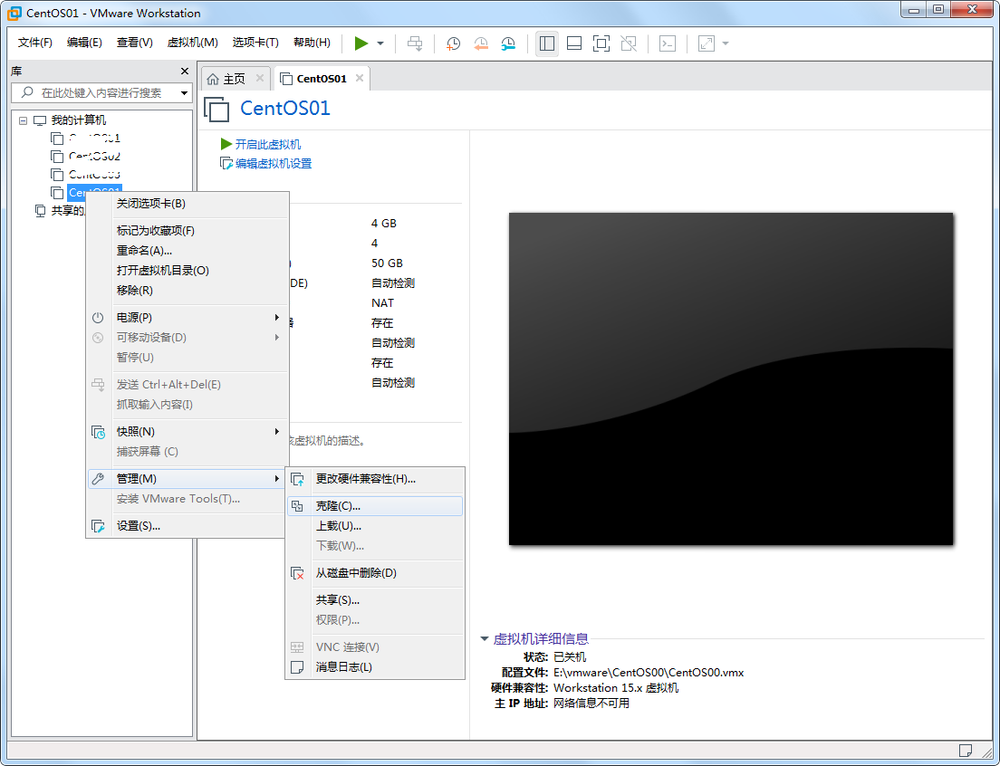 CentOS01 - VMware Workstation
文件(F) 编辑(E) 查看(V) 虚拟机(M) 选项卡(T) 帮助(H)
库
在此处键入内容进行搜索
我的计算机
共享的
主页
CentOS01
CentOS01
开启此虚拟机
编辑虚拟机设置
4 GB
4
50 GB
DE) 自动检测
NAT
器 存在
自动检测
存在
自动检测
虚拟机的描述。
关闭选项卡(B)
标记为收藏项(F)
重命名(A)...
打开虚拟机目录(O)
移除(R)
电源(P)
可移动设备(D)
暂停(U)
发送 Ctrl+Alt+Del(E)
抓取输入内容(I)
快照(N)
捕获屏幕 (C)
管理(M)
安装 VMware Tools(T)...
设置(S)...
更改硬件兼容性(H)...
克隆(C)...
上载(U)...
下载(W)...
从磁盘中删除(D)
共享(S)...
权限(P)...
VNC 连接(V)
消息日志(L)
虚拟机详细信息
状态: 已关机
配置文件: E:\vmware\CentOS00\CentOS00.vmx
硬件兼容性: Workstation 15.x 虚拟机
主 IP 地址: 网络信息不可用